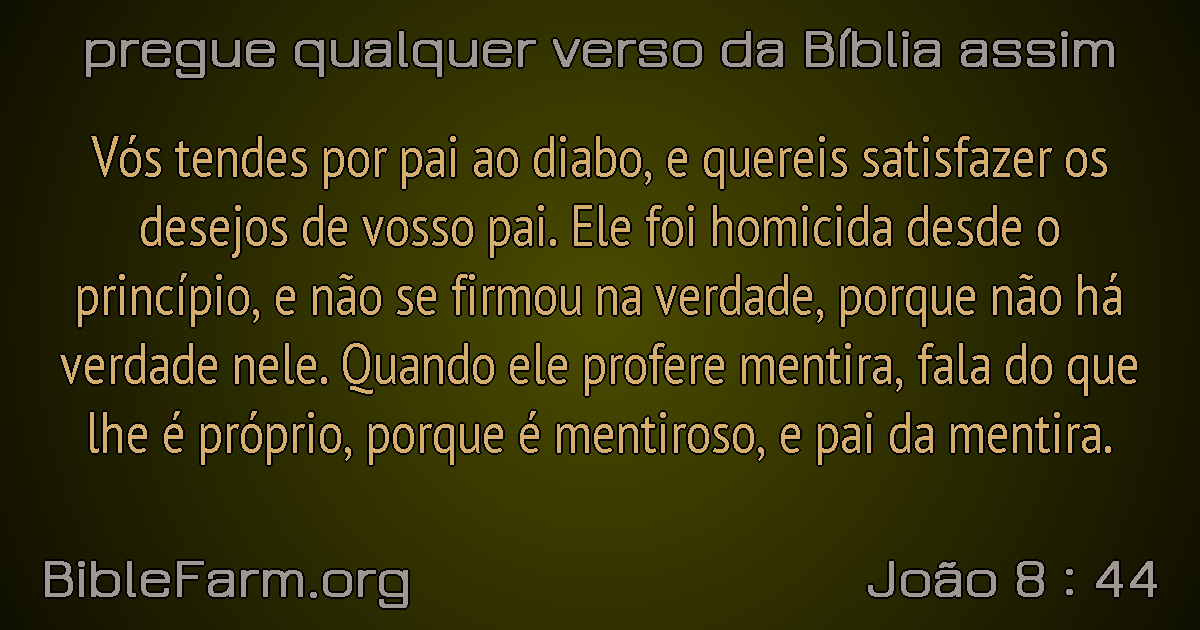 pregue qualquer verso da Bíblia assim
Vós tendes por pai ao diabo, e quereis satisfazer os
desejos de vosso pai. Ele foi homicida desde o
princípio, e não se firmou na verdade, porque não há
verdade nele. Quando ele profere mentira, fala do que
lhe é próprio, porque é mentiroso, e pai da mentira.
BibleFarm.org
João 8 : 44